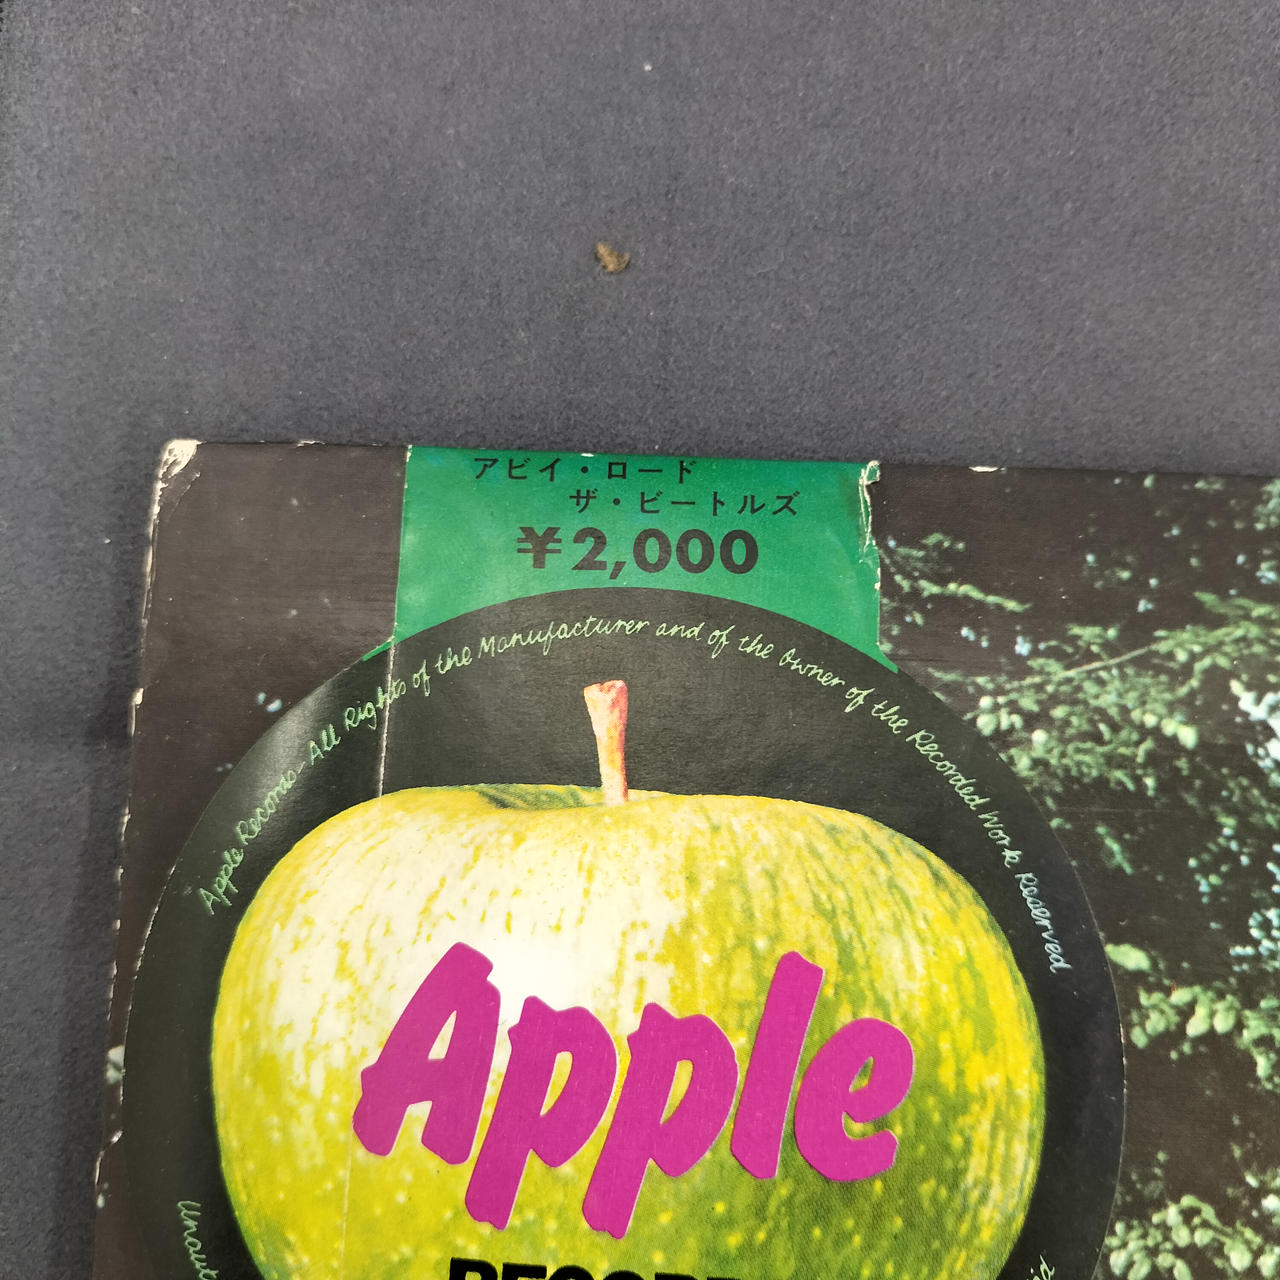 アビイ・ロード
ザ・ビートルズ
¥2,000
Apple Records - All Rights of the Manufacturer and of the Owner of the Recorded Work Reserved
Apple